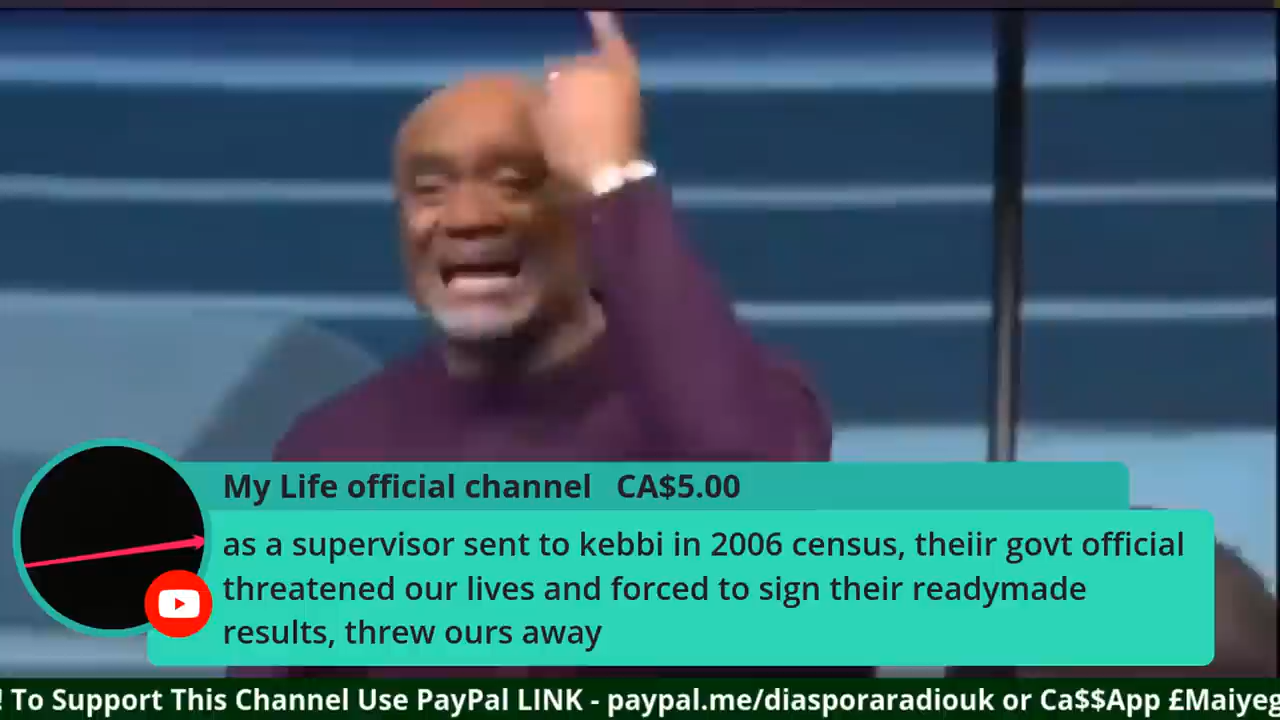 My Life official channel CA$5.00
as a supervisor sent to kebbi in 2006 census, theiir govt official
threatened our lives and forced to sign their readymade
results, threw ours away
! To Support This Channel Use PayPal LINK - paypal.me/diasporaradiouk or Ca$$App £Maiyeg